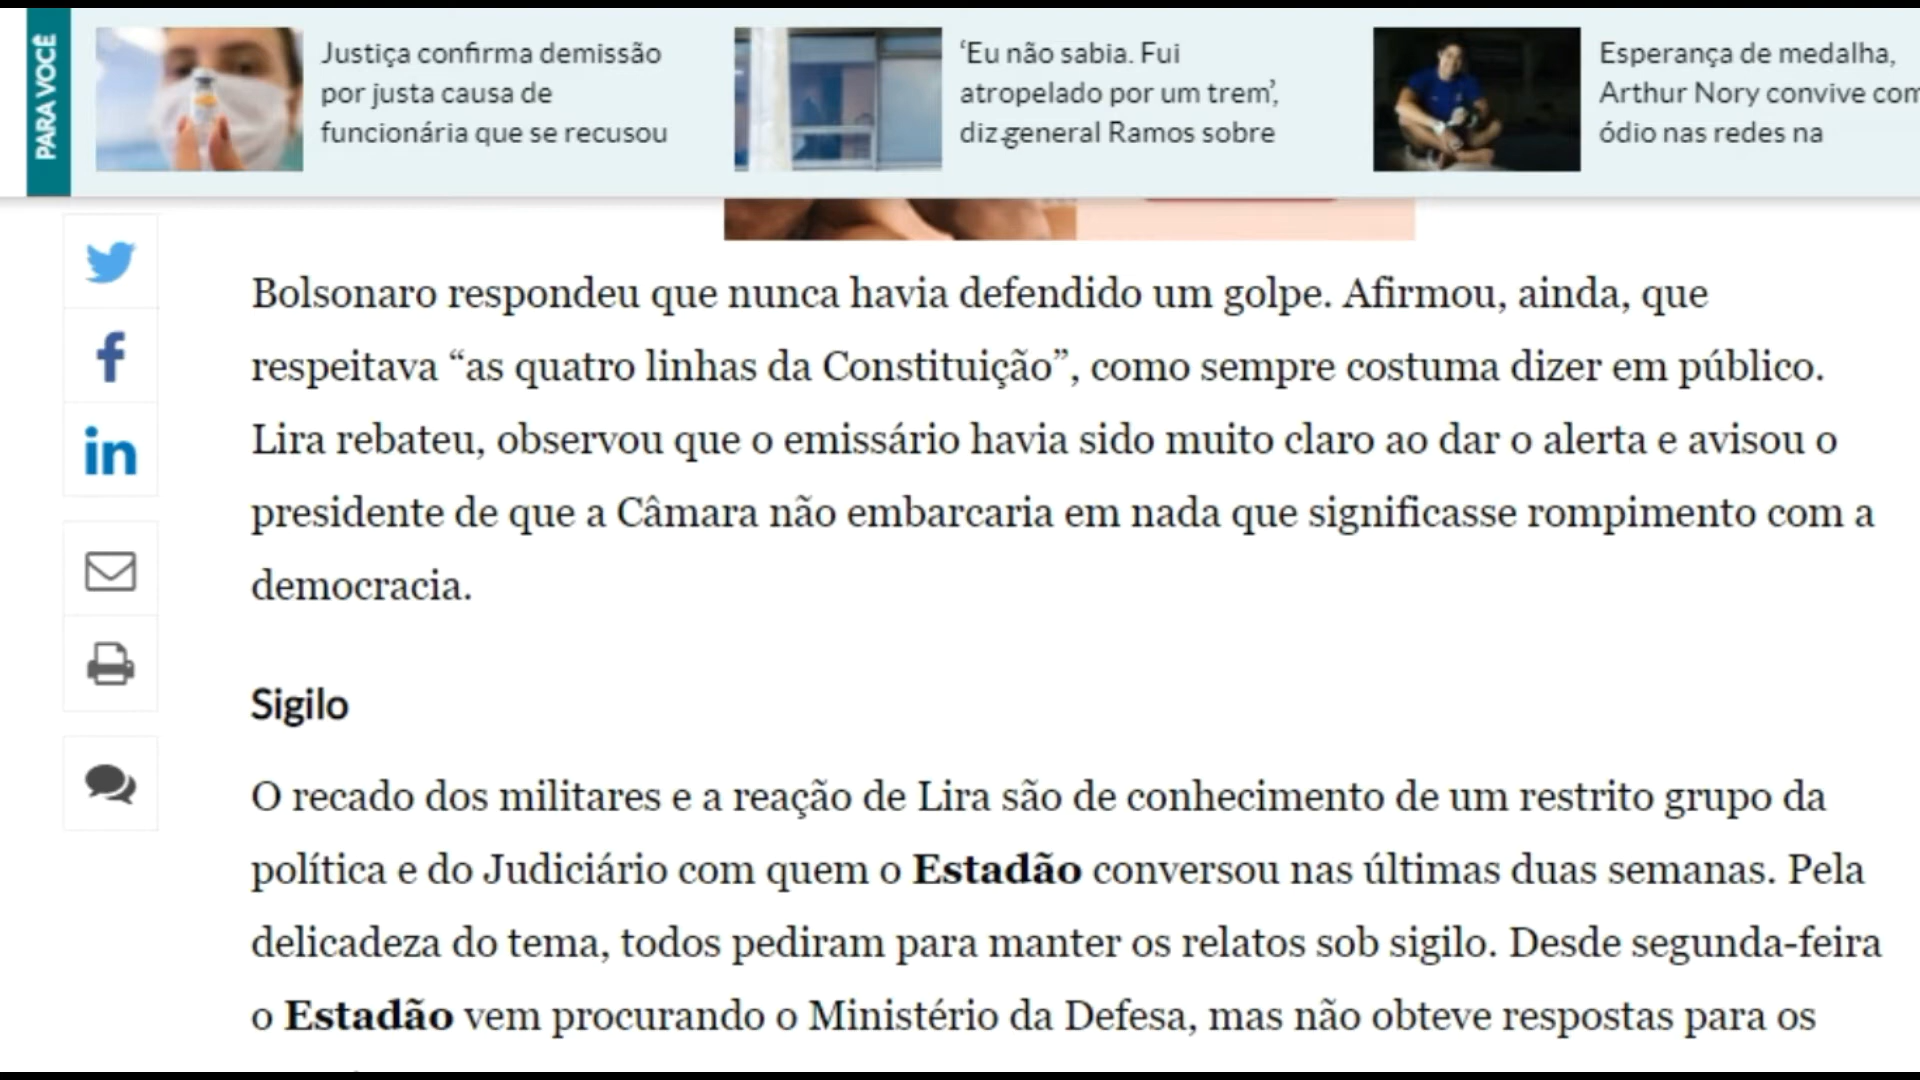 PARA VOCÊ
Justiça confirma demissão
por justa causa de
funcionária que se recusou
‘Eu não sabia. Fui
atropelado por um trem’,
diz general Ramos sobre
Esperança de medalha,
Arthur Nory convive com
ódio nas redes na
Bolsonaro respondeu que nunca havia defendido um golpe. Afirmou, ainda, que
respeitava “as quatro linhas da Constituição”, como sempre costuma dizer em público.
Lira rebateu, observou que o emissário havia sido muito claro ao dar o alerta e avisou o
presidente de que a Câmara não embarcaria em nada que significasse rompimento com a
democracia.
Sigilo
O recado dos militares e a reação de Lira são de conhecimento de um restrito grupo da
política e do Judiciário com quem o Estadão conversou nas últimas duas semanas. Pela
delicadeza do tema, todos pediram para manter os relatos sob sigilo. Desde segunda-feira
o Estadão vem procurando o Ministério da Defesa, mas não obteve respostas para os